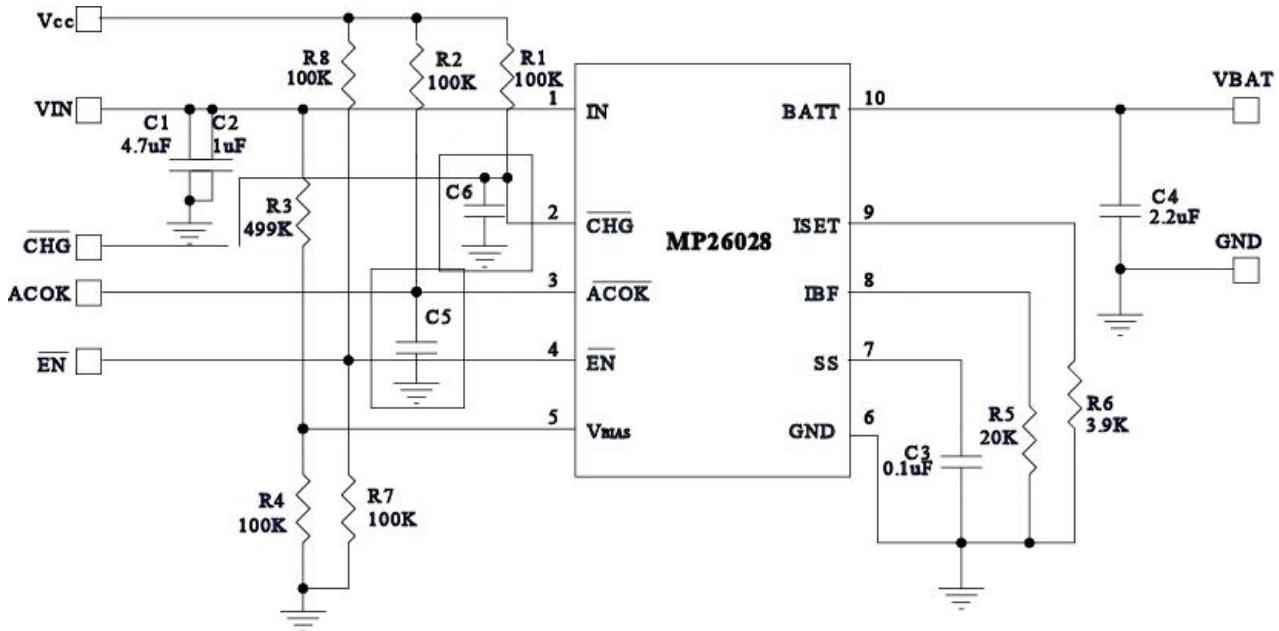 Vcc
R8
100K
R2
100K
R1
100K
VIN
C1
4.7uF
C2
1uF
1
IN
BATT
10
VBAT
R3
499K
C6
2
CHG
MP26028
ISET
9
C4
2.2uF
GND
CHG
ACOK
3
ACOK
IBF
8
C5
EN
4
EN
SS
7
5
VBIAS
GND
6
R5
20K
R6
3.9K
C3
0.1uF
R4
100K
R7
100K